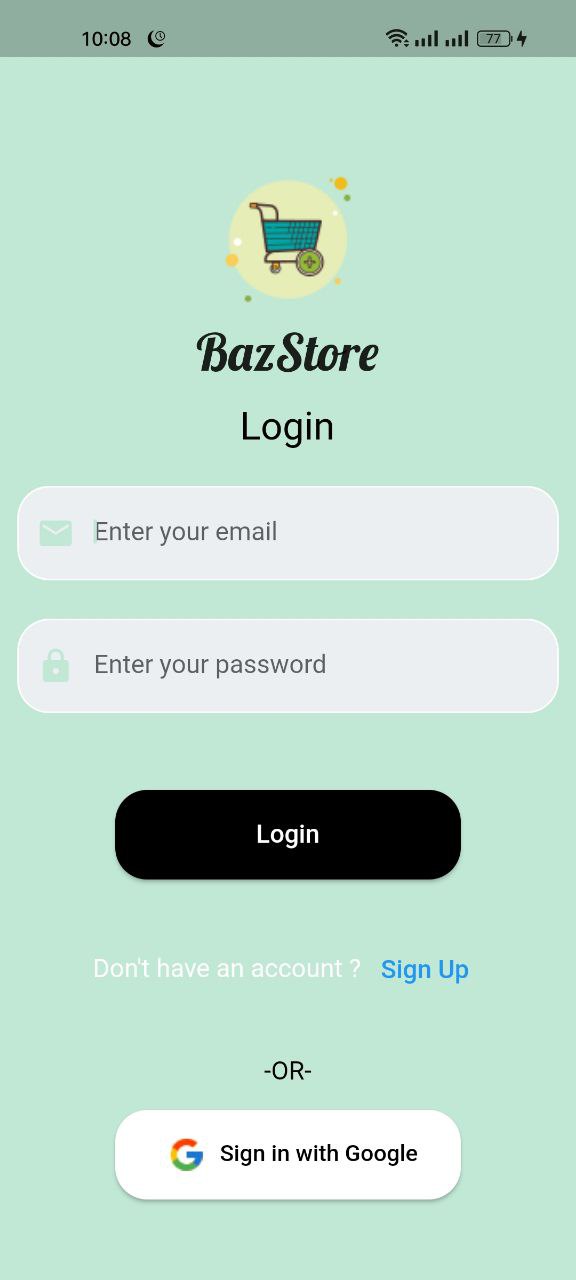 10:08
77
BazStore
Login
Enter your email
Enter your password
Login
Don't have an account ? Sign Up
-OR-
Sign in with Google